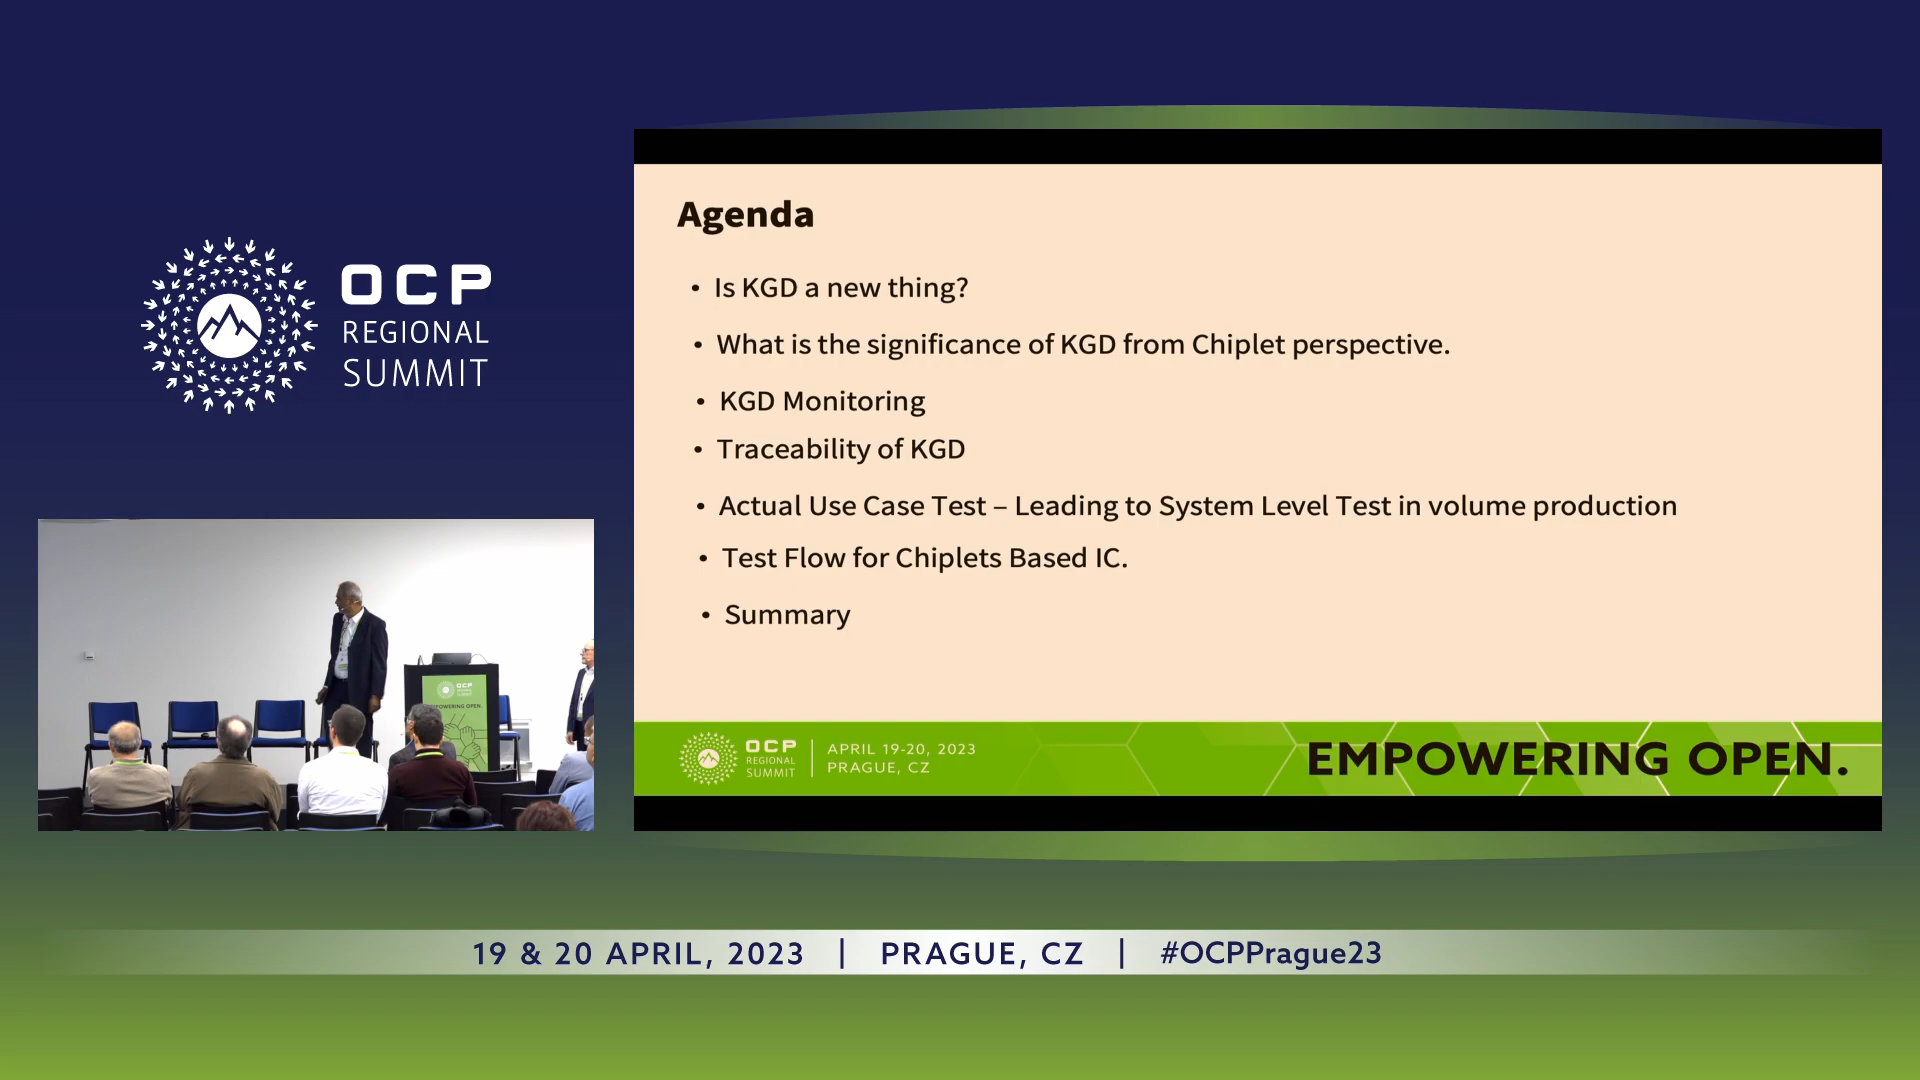 OCP
REGIONAL
SUMMIT
Agenda
• Is KGD a new thing?
• What is the significance of KGD from Chiplet perspective.
• KGD Monitoring
• Traceability of KGD
• Actual Use Case Test – Leading to System Level Test in volume production
• Test Flow for Chiplets Based IC.
• Summary
OCP
REGIONAL
SUMMIT
APRIL 19-20, 2023
PRAGUE, CZ
EMPOWERING OPEN.
OCP
OPEN.
19 & 20 APRIL, 2023 | PRAGUE, CZ | #OCPPrague23